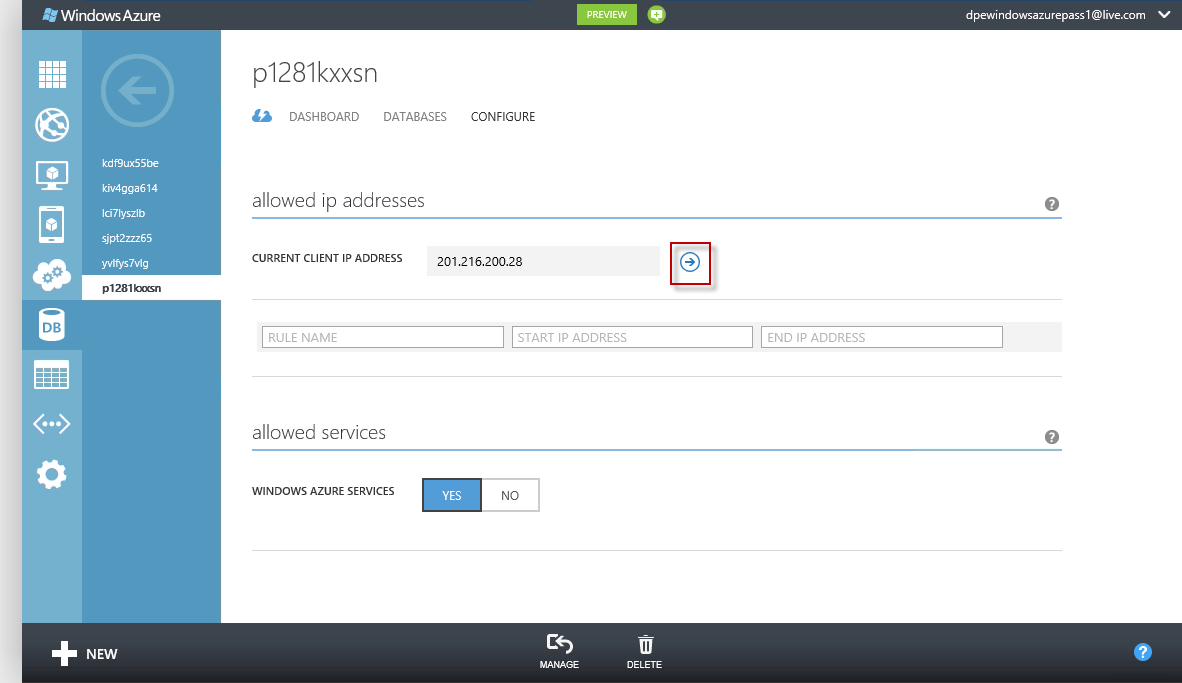 Windows Azure
PREVIEW
dpewindowsazurepass1@live.com
kdf9ux55be
kiv4gga614
lci7lyszlb
sjpt2zzz65
yvlfys7vlg
p1281kxxsn
DB
p1281kxxsn
DASHBOARD DATABASES CONFIGURE
allowed ip addresses ?
CURRENT CLIENT IP ADDRESS 201.216.200.28
RULE NAME START IP ADDRESS END IP ADDRESS
allowed services ?
WINDOWS AZURE SERVICES YES NO
NEW
MANAGE
DELETE
?